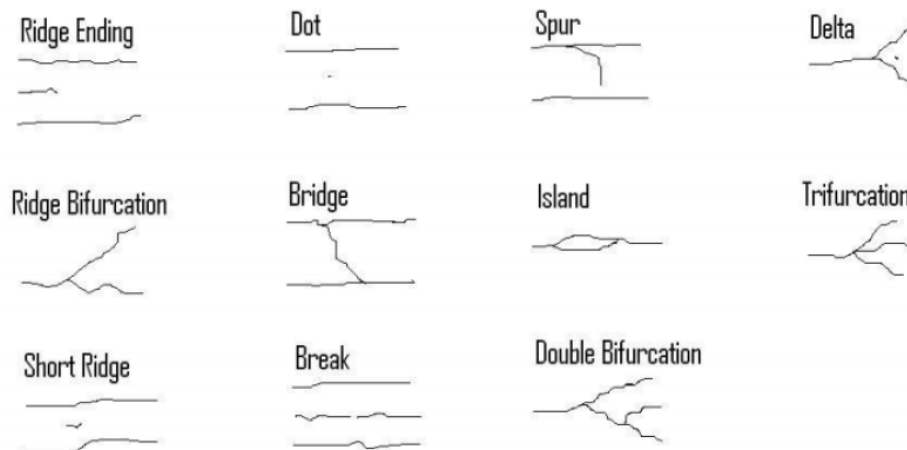 Ridge Ending
Dot
Spur
Delta
Ridge Bifurcation
Bridge
Island
Trifurcation
Short Ridge
Break
Double Bifurcation